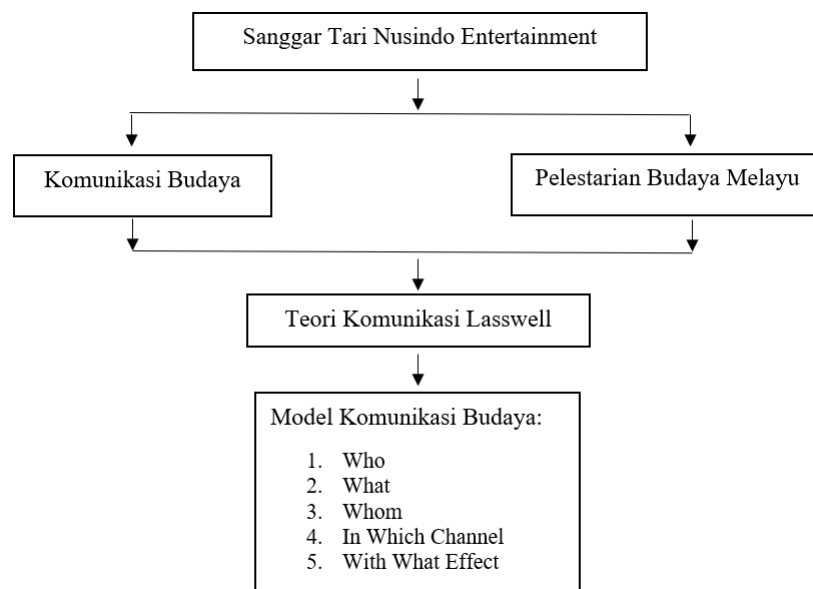 Sanggar Tari Nusindo Entertainment
Komunikasi Budaya
Pelestarian Budaya Melayu
Teori Komunikasi Lasswell
Model Komunikasi Budaya:
1. Who
2. What
3. Whom
4. In Which Channel
5. With What Effect